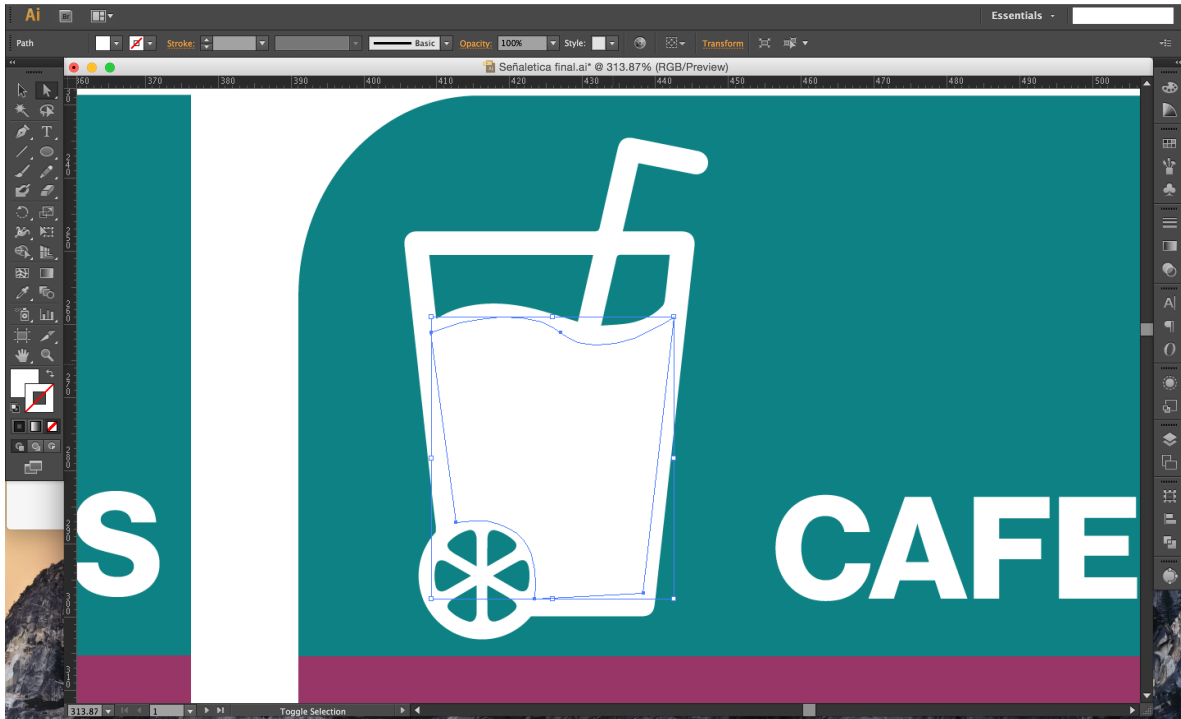 Ai Br Essentials
Path Stroke: Basic Opacity: 100% Style: Transform
Señaletica final.ai* @ 313.87% (RGB/Preview)
360 370 380 390 400 410 420 430 440 450 460 470 480 490 500
S CAFE
313.87 1 Toggle Selection